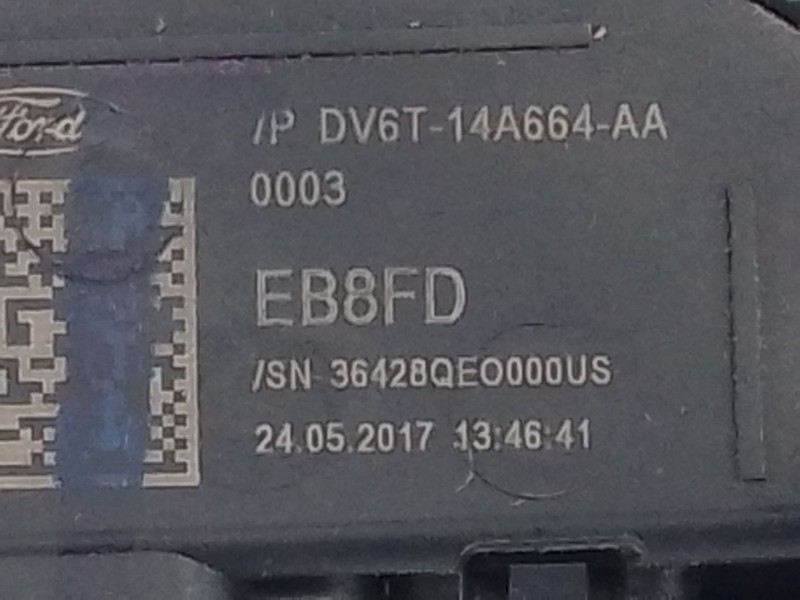 Ford
/P DV6T-14A664-AA
0003
EB8FD
/SN 36428QEO000US
24.05.2017 13:46:41